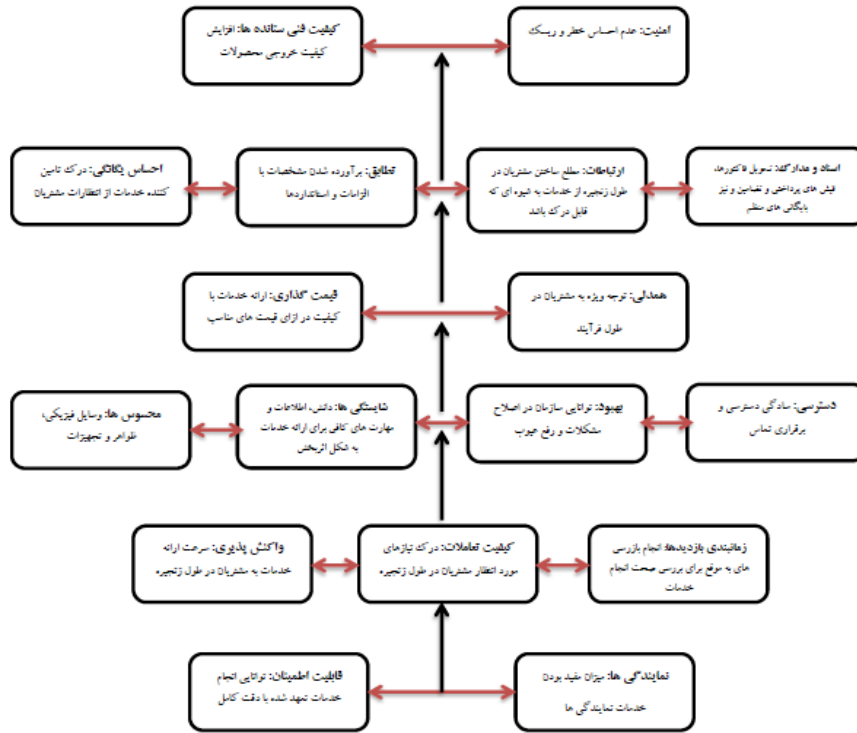 امنیت: عدم احساس خطر و ریسک
کیفیت فنی ستانده ها: افزایش
کیفیت خروجی محصولات
اسناد و مدارک: تحویل فاکتورها،
فیش های پرداختی و تضامین و نیز
بایگانی های منظم
ارتباطات: مطلع ساختن مشتریان در
طول زنجیره از خدمات به شیوه ای که
قابل درک باشد
تطابق: برآورده شدن مشخصات با
الزامات و استانداردها
احساس یگانگی: درک تامین
کننده خدمات از انتظارات مشتریان
همدلی: توجه ویژه به مشتریان در
طول فرآیند
قیمت گذاری: ارائه خدمات با
کیفیت در ازای قیمت های مناسب
دسترسی: سادگی دسترسی و
برقراری تماس
بهبود: توانایی سازمان در اصلاح
مشکلات و رفع عیوب
شایستگی ها: دانش، اطلاعات و
مهارت های کافی برای ارائه خدمات
به شکل اثربخش
محسوس ها: وسایل فیزیکی،
ظواهر و تجهیزات
زمانبندی بازدیدها: انجام بازرسی
های به موقع برای بررسی صحت انجام
خدمات
کیفیت تعاملات: درک نیازهای
مورد انتظار مشتریان در طول زنجیره
واکنش پذیری: سرعت ارائه
خدمات به مشتریان در طول زنجیره
نمایندگی ها: میزان مفید بودن
خدمات نمایندگی ها
قابلیت اطمینان: توانایی انجام
خدمات تعهد شده با دقت کامل